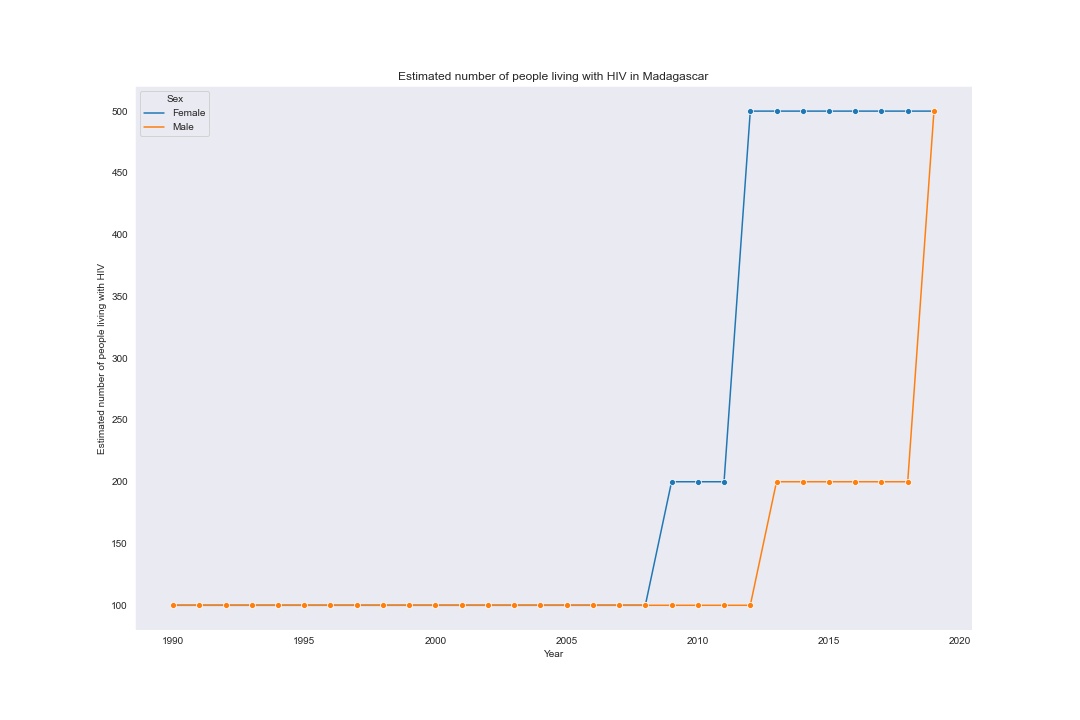 Estimated number of people living with HIV in Madagascar
Sex
Female
Male
Estimated number of people living with HIV
500
450
400
350
300
250
200
150
100
1990
1995
2000
2005
2010
2015
2020
Year